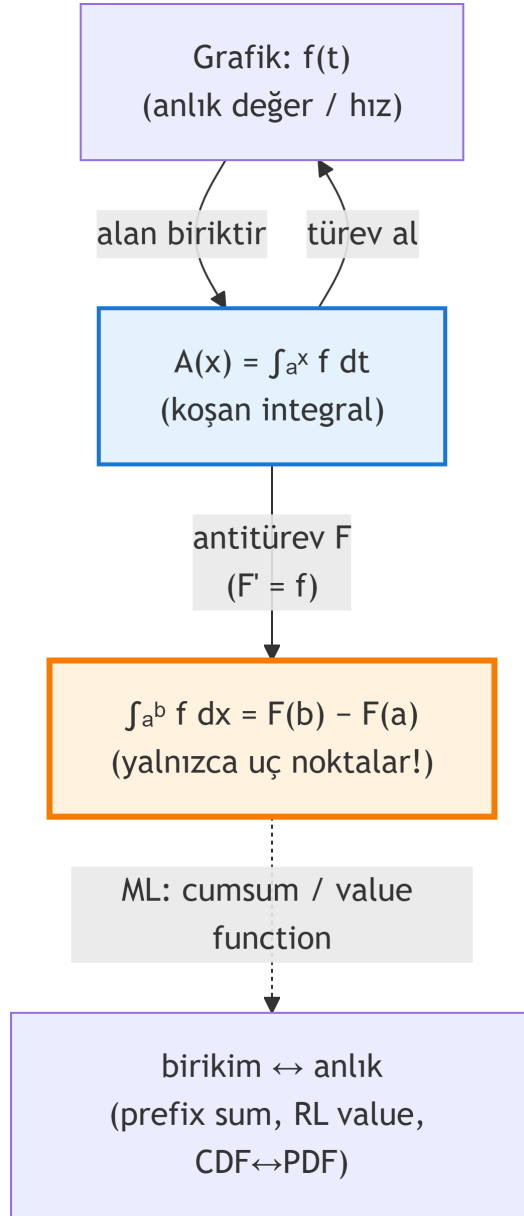 Grafik: f(t)
(anlık değer / hız)
alan biriktir
türev al
A(x) = ∫ₐˣ f dt
(koşan integral)
antitürev F
(F' = f)
∫ₐᵇ f dx = F(b) − F(a)
(yalnızca uç noktalar!)
ML: cumsum / value
function
birikim ↔ anlık
(prefix sum, RL value,
CDF↔PDF)